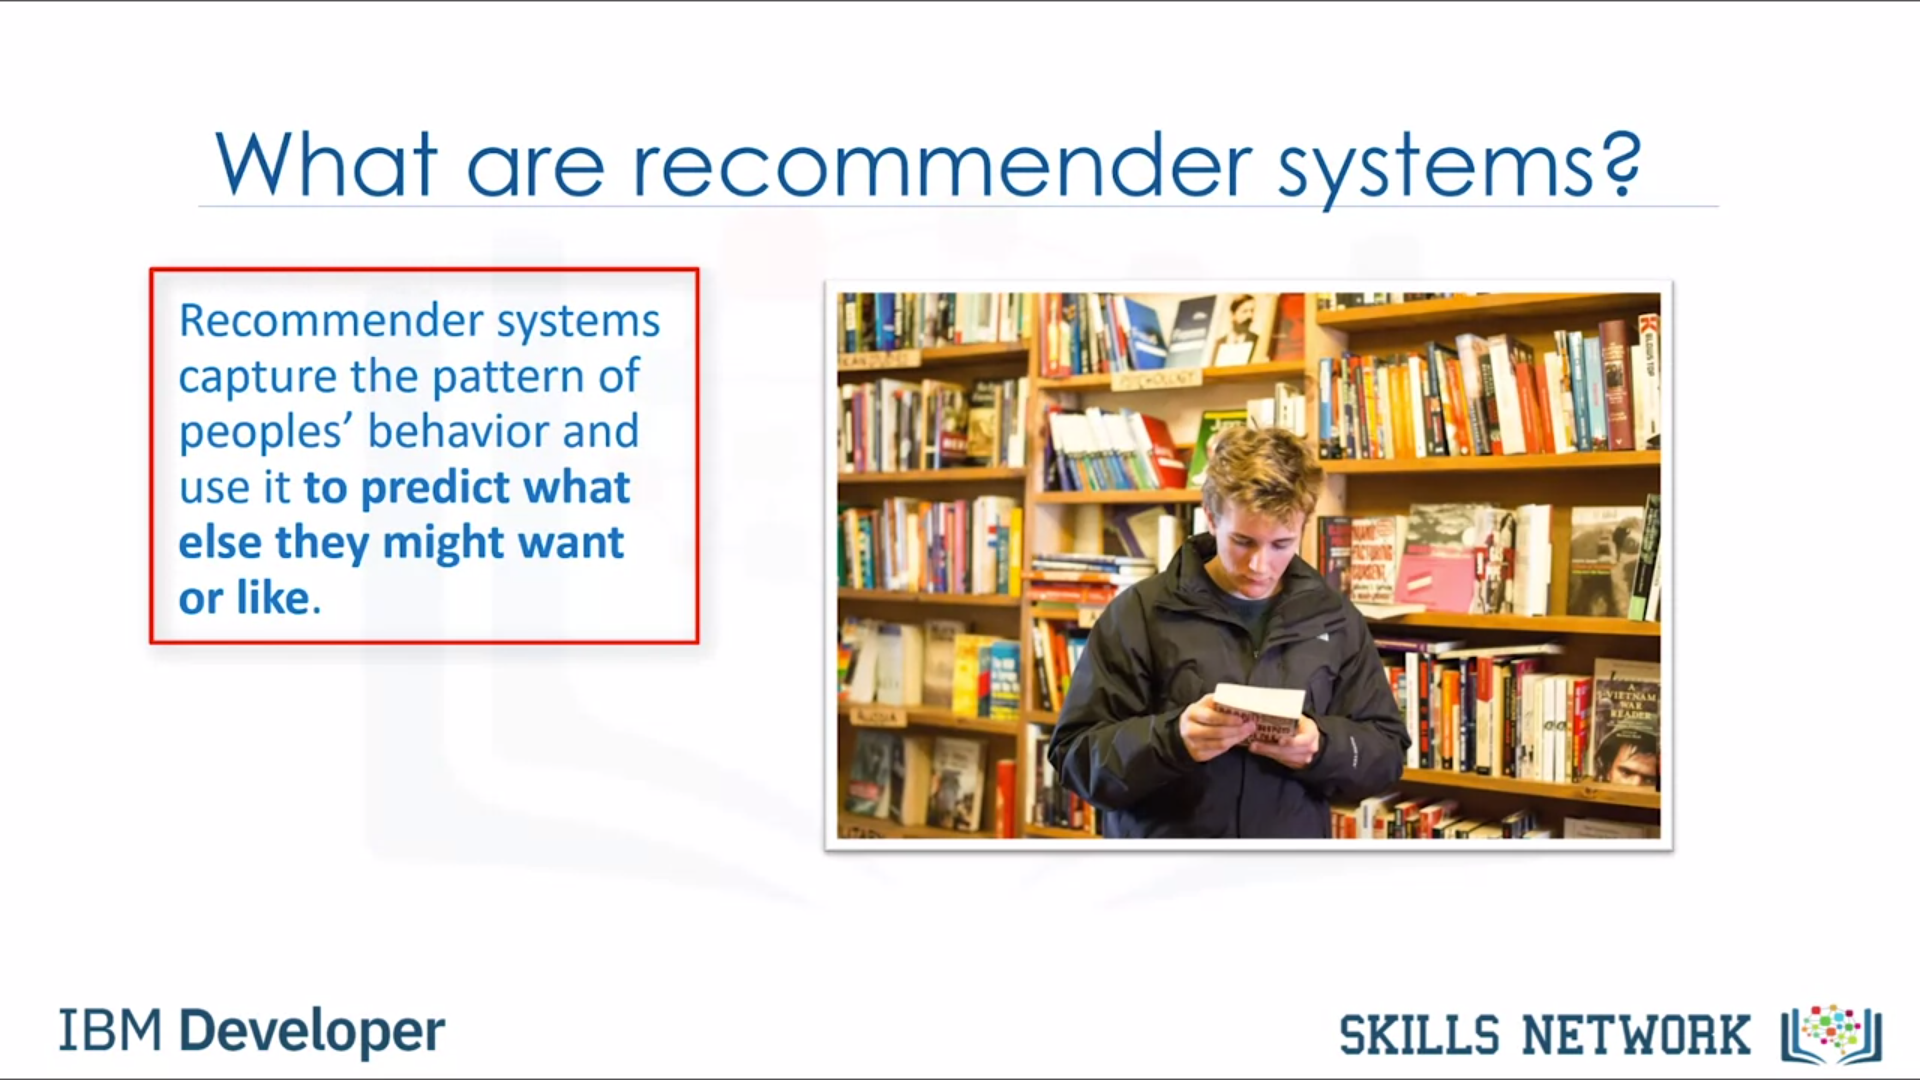 What are recommender systems?
Recommender systems
capture the pattern of
peoples’ behavior and
use it to predict what
else they might want
or like.
PSYCHOLOGY
RUSSIA
A
VIETNAM
WAR
READER
IBM Developer
SKILLS NETWORK